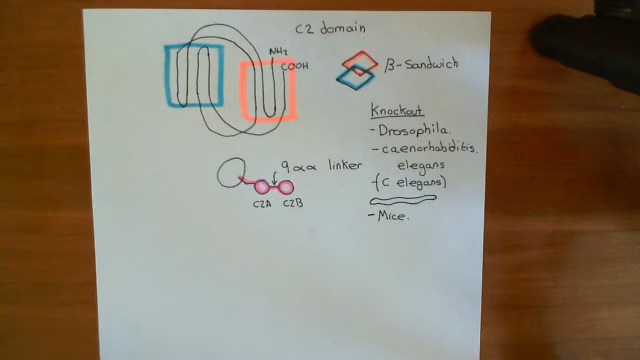 C2 domain
NH2
COOH
β-Sandwich
Knockout
- Drosophila.
- caenorhabditis.
elegans
(C elegans)
- Mice.
9 αα linker
C2A C2B